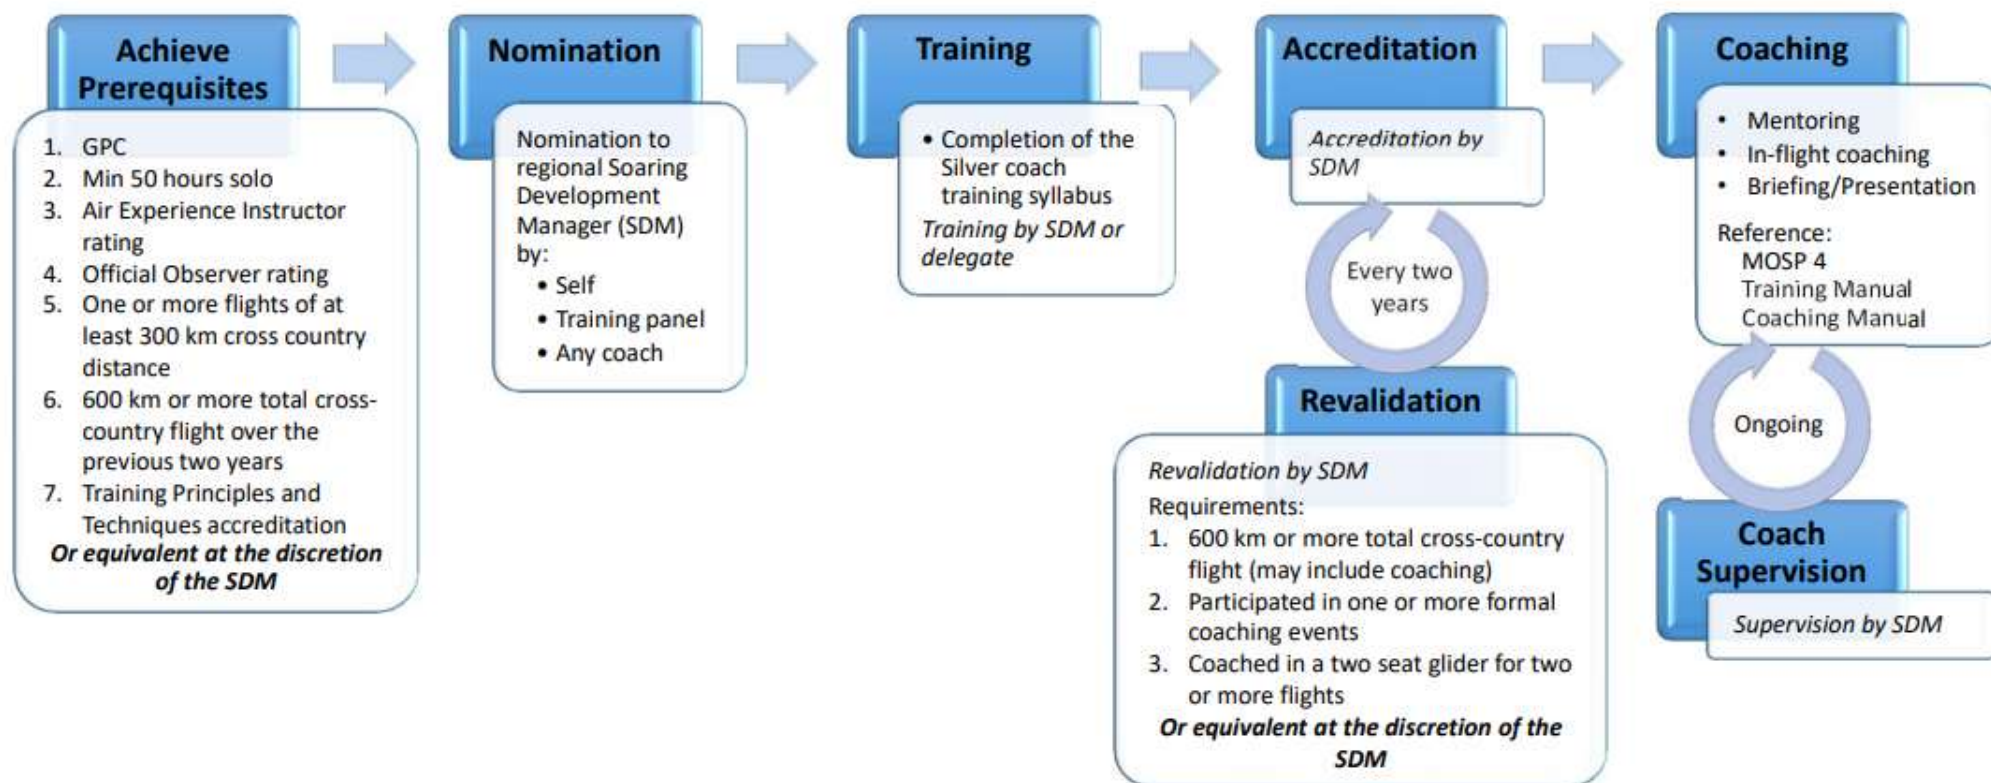 Achieve
Prerequisites
1. GPC
2. Min 50 hours solo
3. Air Experience Instructor
rating
4. Official Observer rating
5. One or more flights of at
least 300 km cross country
distance
6. 600 km or more total cross-
country flight over the
previous two years
7. Training Principles and
Techniques accreditation
Or equivalent at the discretion
of the SDM
Nomination
Nomination to
regional Soaring
Development
Manager (SDM)
by:
• Self
• Training panel
• Any coach
Training
• Completion of the
Silver coach
training syllabus
Training by SDM or
delegate
Accreditation
Accreditation by
SDM
Every two
years
Revalidation
Revalidation by SDM
Requirements:
1. 600 km or more total cross-country
flight (may include coaching)
2. Participated in one or more formal
coaching events
3. Coached in a two seat glider for two
or more flights
Or equivalent at the discretion of the
SDM
Coaching
• Mentoring
• In-flight coaching
• Briefing/Presentation
Reference:
MOSP 4
Training Manual
Coaching Manual
Ongoing
Coach
Supervision
Supervision by SDM